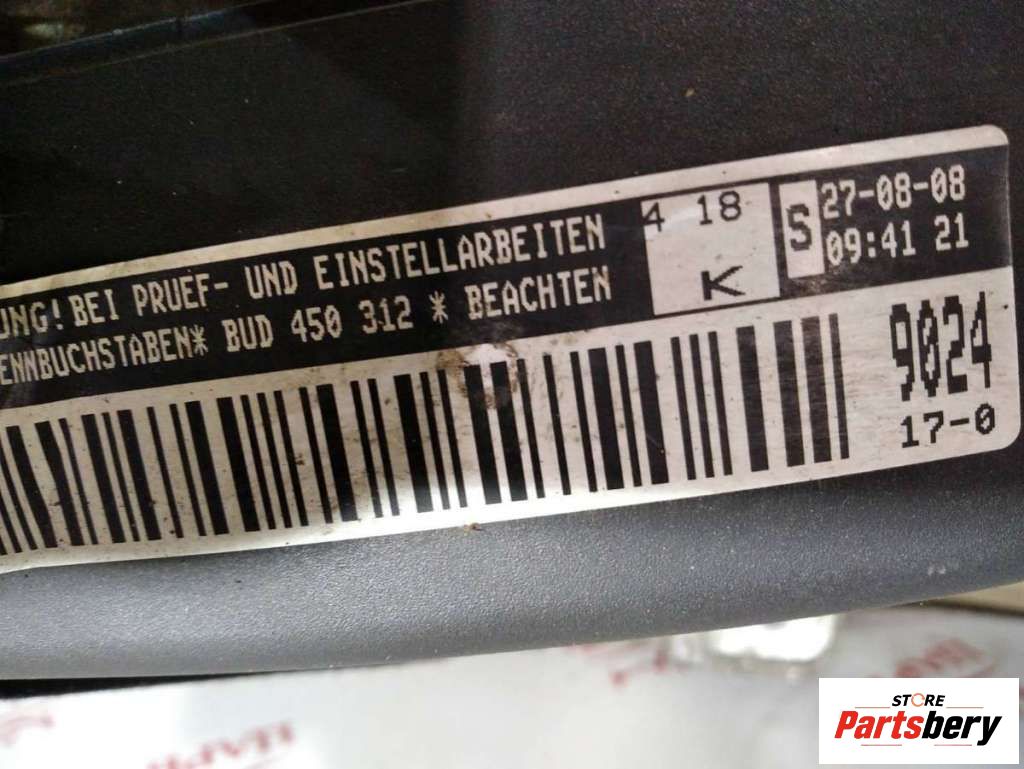 UNG! BEI PRUEF- UND EINSTELLARBEITEN
ENNBUCHSTABEN* BUD 450 312 * BEACHTEN
4 18
K
S
27-08-08
09:41 21
9024
17-0
STORE
Partsbery